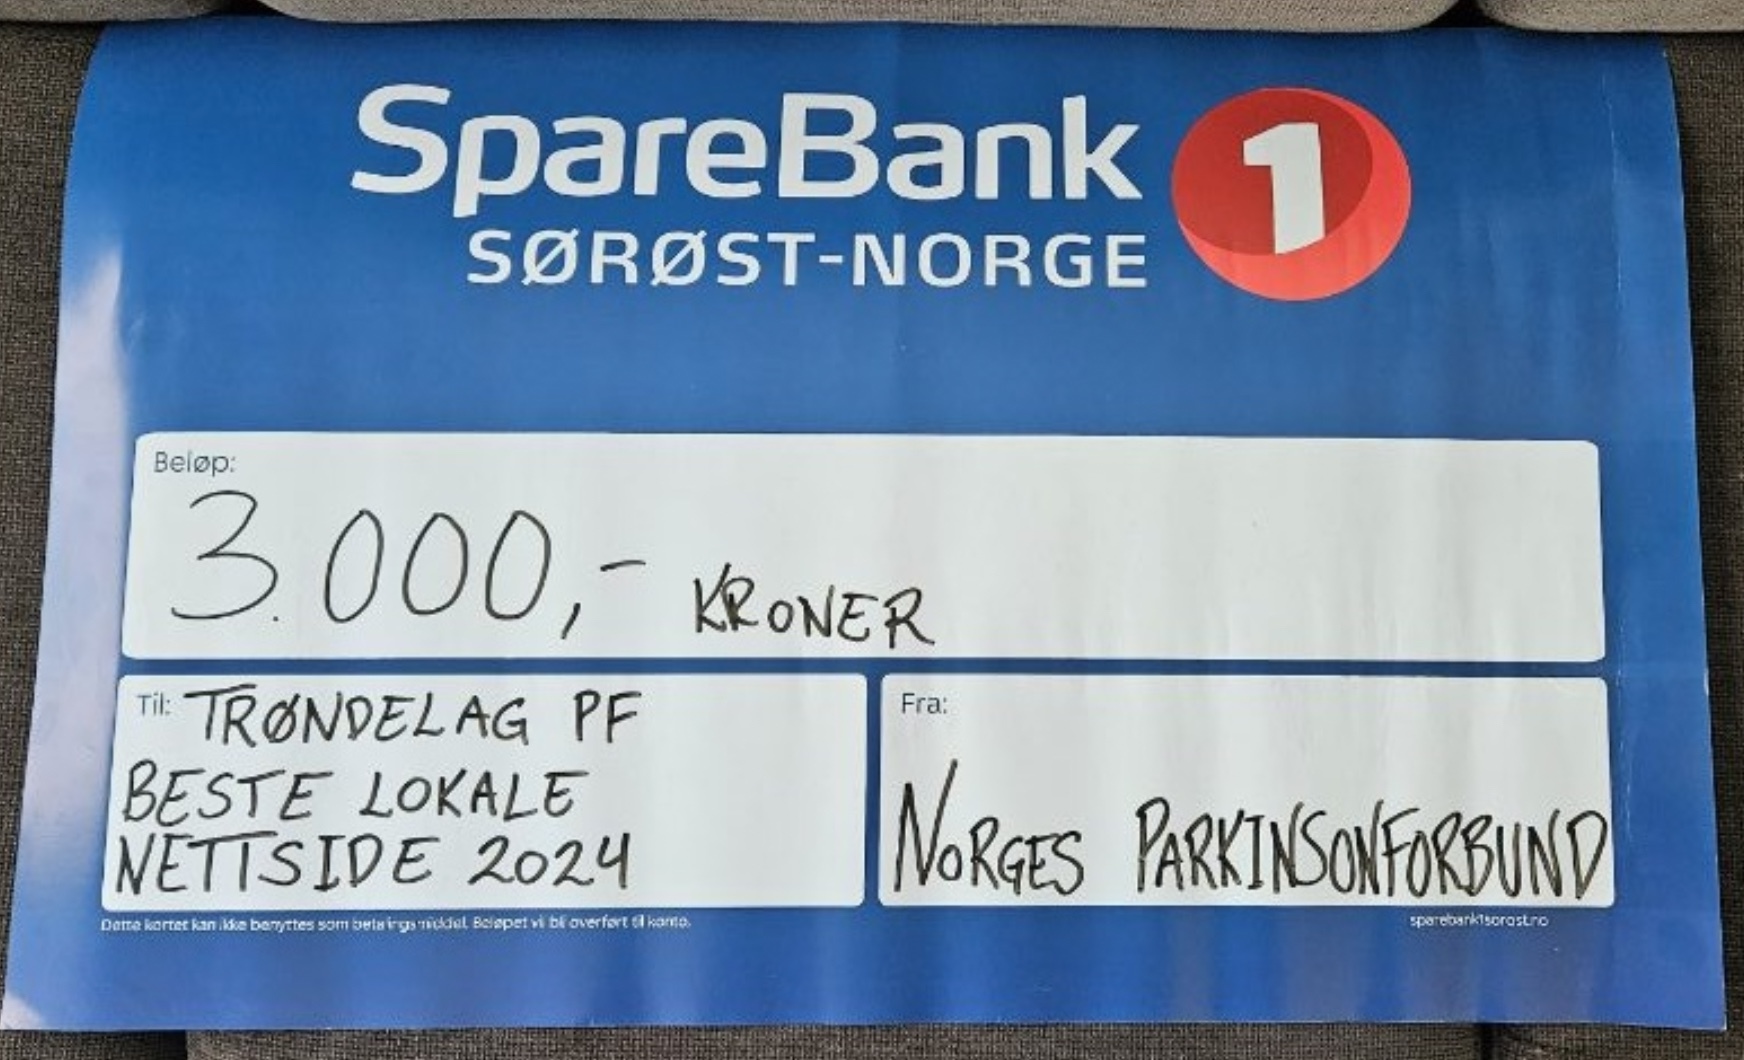 SpareBank 1
SØRØST-NORGE
Beløp:
3.000,- KRONER
Til: TRØNDELAG PF
BESTE LOKALE
NETTSIDE 2024
Fra:
NORGES PARKINSONFORBUND
Dette kortet kan ikke benyttes som betalingsmiddel. Beløpet vil bli overført til konto.
sparebank1sorost.no